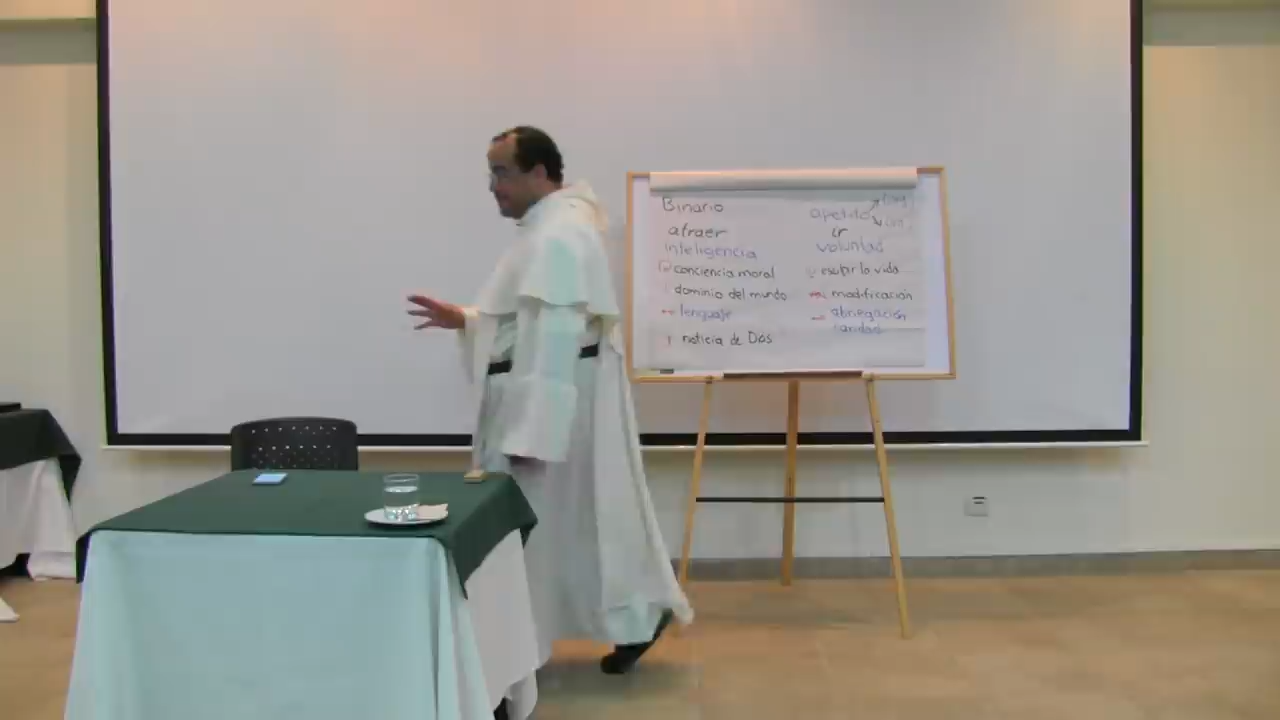 Binario
atraer
inteligencia
conciencia moral
dominio del mundo
lenguaje
noticia de Dios
apetito
ir
voluntad
esculpir la vida
modificación
abnegación
caridad